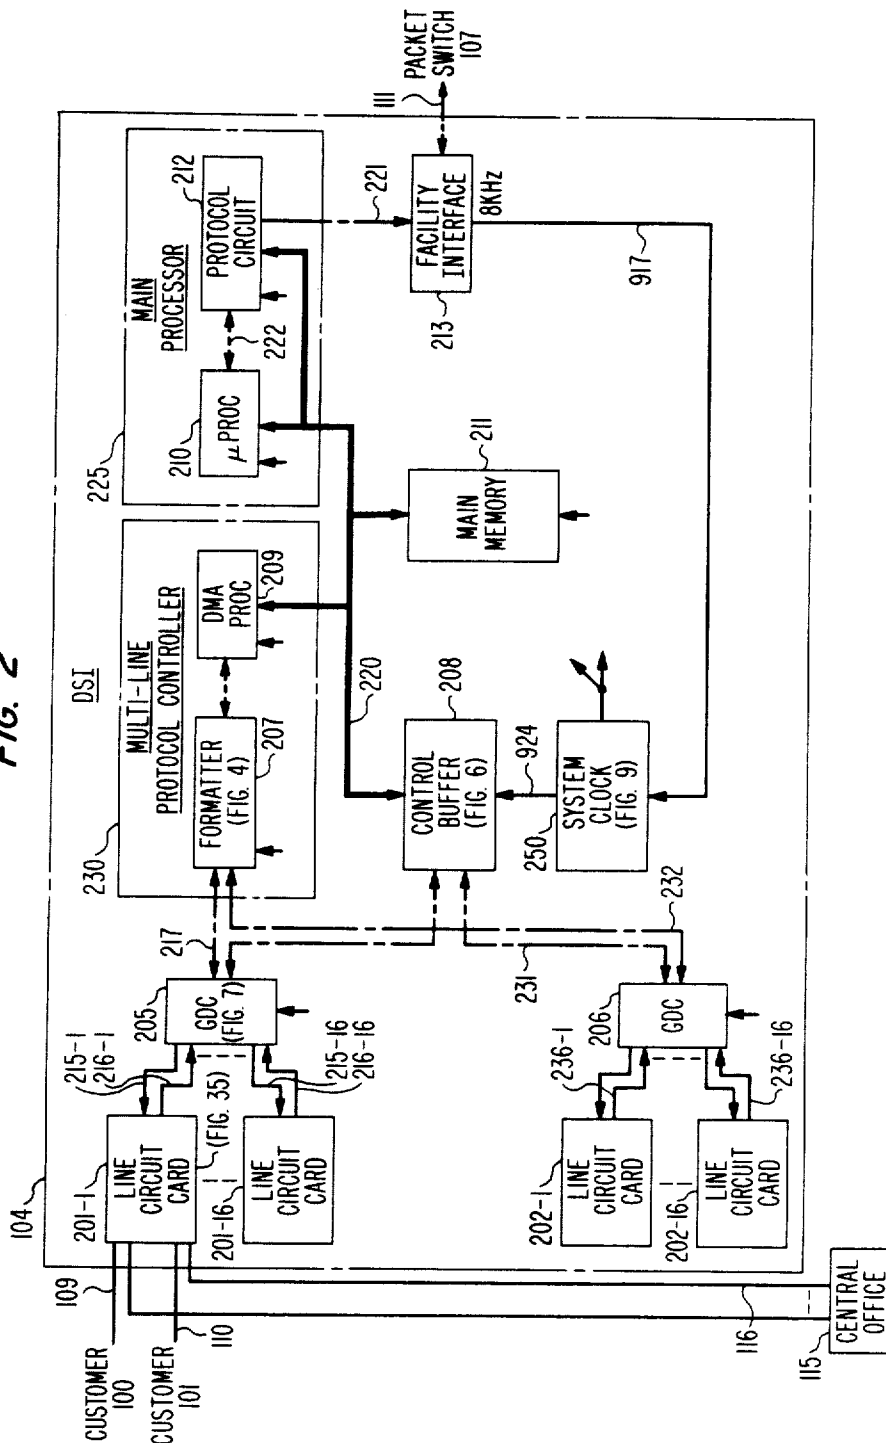 FIG. 2
DSI
104
CUSTOMER
100
109
CUSTOMER
101
110
201-1
LINE
CIRCUIT
CARD
(FIG. 35)
201-16
LINE
CIRCUIT
CARD
215-1
216-1
215-16
216-16
205
GDC
(FIG. 7)
217
230
MULTI-LINE
PROTOCOL CONTROLLER
FORMATTER
(FIG. 4)
207
DMA
PROC
209
225
MAIN
PROCESSOR
210
μ PROC
222
PROTOCOL
CIRCUIT
212
221
220
CONTROL
BUFFER
(FIG. 6)
208
MAIN
MEMORY
211
FACILITY
INTERFACE
213
8KHz
111
PACKET
SWITCH
107
917
924
250
SYSTEM
CLOCK
(FIG. 9)
231
232
206
GDC
236-1
236-16
202-1
LINE
CIRCUIT
CARD
202-16
LINE
CIRCUIT
CARD
116
115
CENTRAL
OFFICE